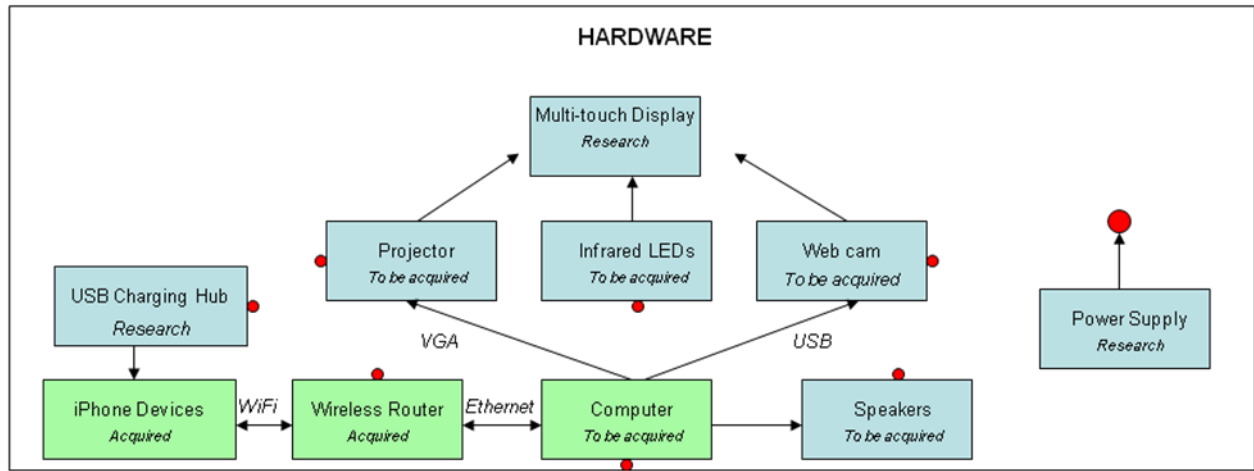 HARDWARE
Multi-touch Display
Research
Projector
To be acquired
Infrared LEDs
To be acquired
Web cam
To be acquired
USB Charging Hub
Research
Power Supply
Research
VGA
USB
iPhone Devices
Acquired
WiFi
Wireless Router
Acquired
Ethernet
Computer
To be acquired
Speakers
To be acquired